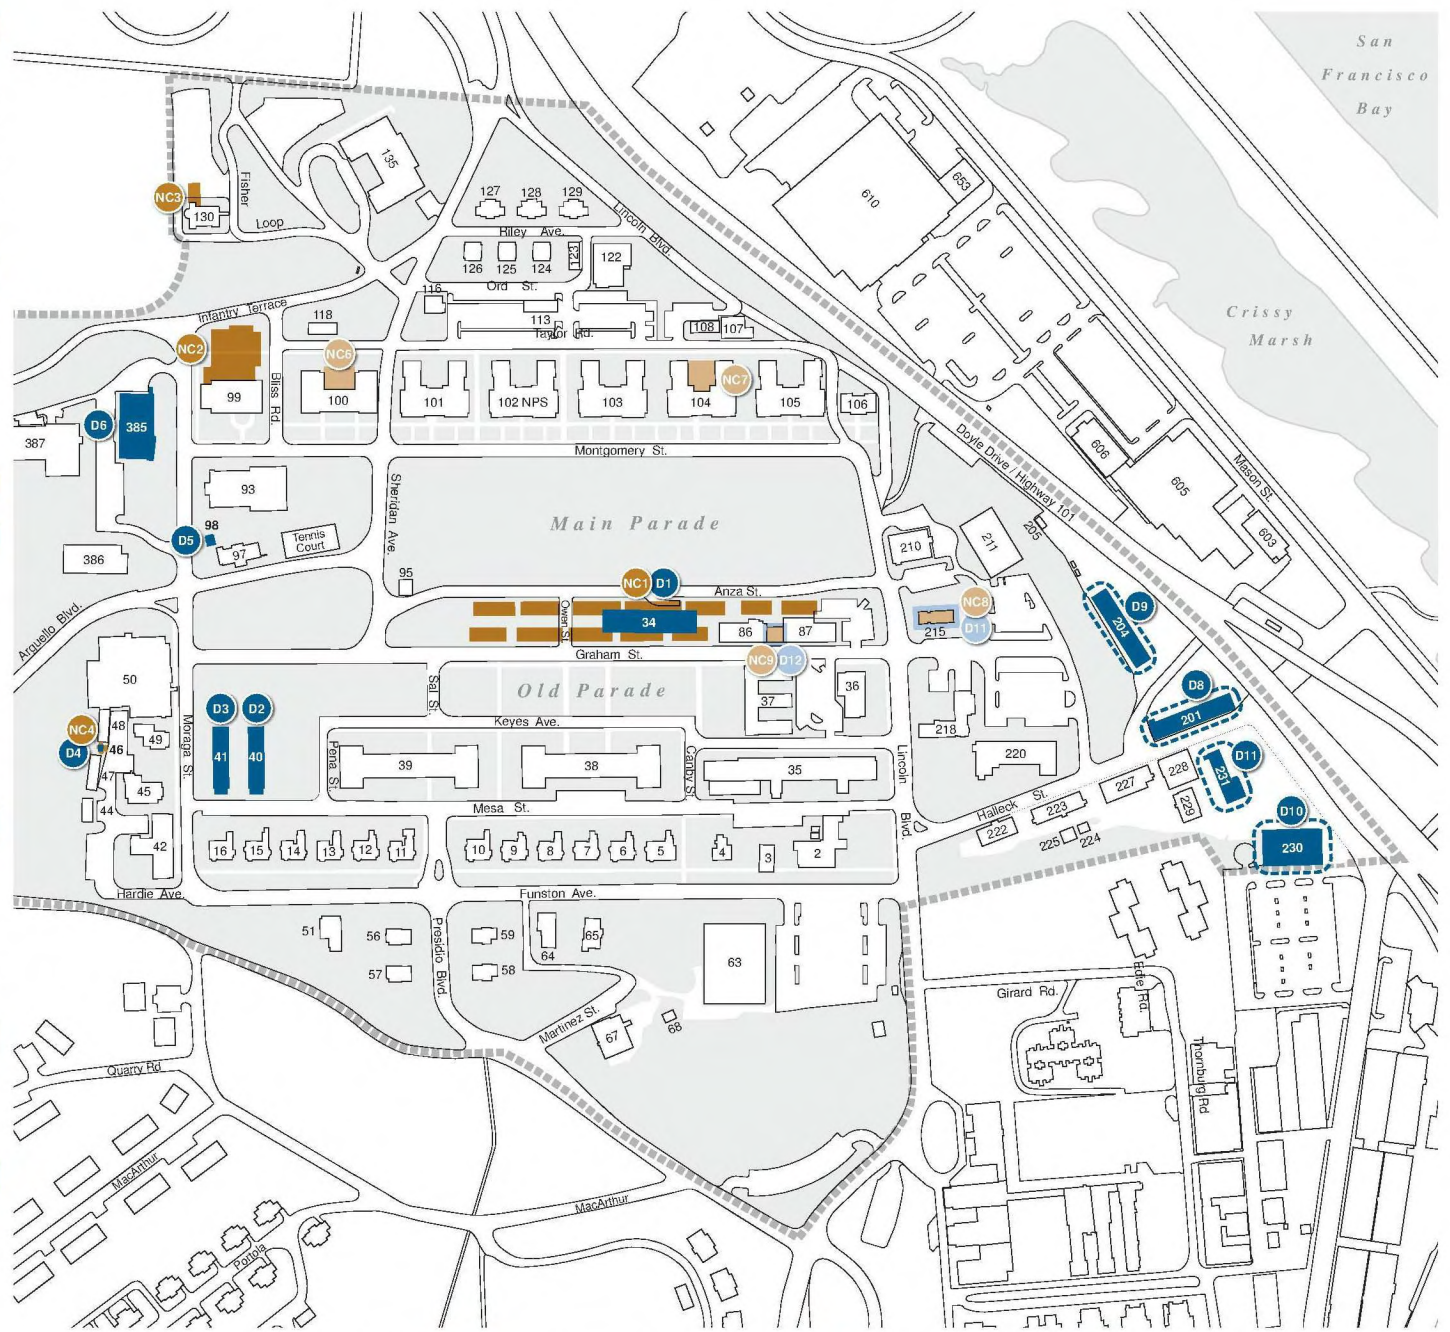 San
Francisco
Bay
135
653
610
Fisher
NC3
130
Loop
127
128
129
Lincoln Blvd.
Riley Ave.
123
122
126
125
124
Ord St.
116
Infantry Terrace
118
113
Taylor Rd.
108
107
Crissy
Marsh
NC2
NC6
NC7
Bliss Rd.
99
100
101
102 NPS
103
104
105
106
D6
385
387
Doyle Drive / Highway 101
606
Montgomery St.
Mason St.
605
93
Sheridan Ave.
Main Parade
205
603
98
D5
97
Tennis
Court
210
211
386
95
NC1
D1
Anza St.
NC8
D9
Arguello Blvd.
Owen St.
34
86
87
215
D11
204
Graham St.
NC9
D12
50
Old Parade
Sal St.
36
D8
37
D3
D2
NC4
48
Keyes Ave.
201
D4
46
49
Moraga St.
218
D11
41
40
Pena St.
39
38
Canby St.
35
Lincoln
Blvd.
220
228
231
47
45
227
44
Mesa St.
Halleck St.
223
229
D10
222
225
224
42
16
15
14
13
12
11
10
9
8
7
6
5
4
3
2
230
Hardie Ave.
Funston Ave.
51
56
Presidio Blvd.
59
64
65
57
58
63
Edie Rd.
Girard Rd.
Martinez St.
67
68
Quarry Rd
Thornburg Rd
MacArthur
MacArthur
Portola